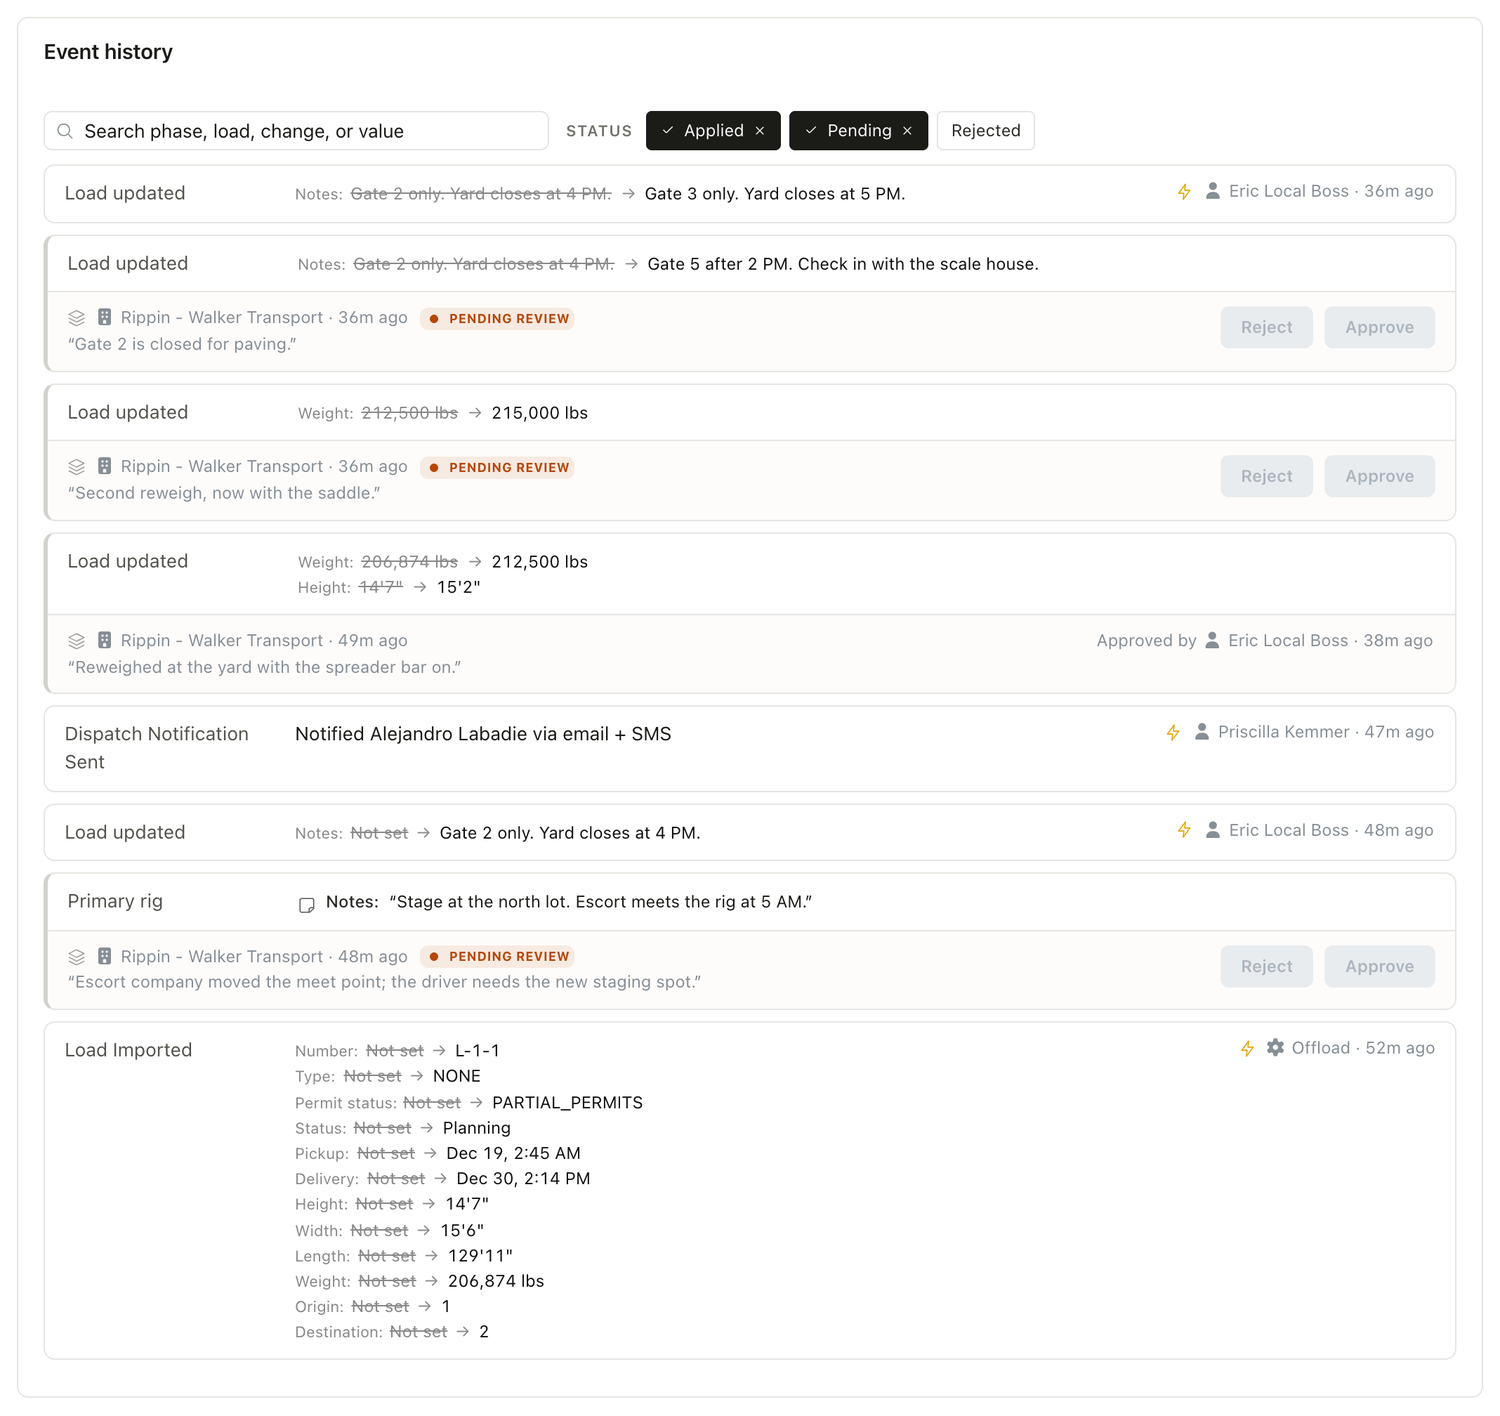 Event history
Search phase, load, change, or value STATUS Applied Pending Rejected
Load updated Notes: Gate 2 only. Yard closes at 4 PM. → Gate 3 only. Yard closes at 5 PM. Eric Local Boss · 36m ago
Load updated Notes: Gate 2 only. Yard closes at 4 PM. → Gate 5 after 2 PM. Check in with the scale house.
Rippin - Walker Transport · 36m ago PENDING REVIEW Reject Approve
“Gate 2 is closed for paving.”
Load updated Weight: 212,500 lbs → 215,000 lbs
Rippin - Walker Transport · 36m ago PENDING REVIEW Reject Approve
“Second reweigh, now with the saddle.”
Load updated Weight: 206,874 lbs → 212,500 lbs
Height: 14'7" → 15'2"
Rippin - Walker Transport · 49m ago Approved by Eric Local Boss · 38m ago
“Reweighed at the yard with the spreader bar on.”
Dispatch Notification Notified Alejandro Labadie via email + SMS Priscilla Kemmer · 47m ago
Sent
Load updated Notes: Not set → Gate 2 only. Yard closes at 4 PM. Eric Local Boss · 48m ago
Primary rig Notes: “Stage at the north lot. Escort meets the rig at 5 AM.”
Rippin - Walker Transport · 48m ago PENDING REVIEW Reject Approve
“Escort company moved the meet point; the driver needs the new staging spot.”
Load Imported Number: Not set → L-1-1 Offload · 52m ago
Type: Not set → NONE
Permit status: Not set → PARTIAL_PERMITS
Status: Not set → Planning
Pickup: Not set → Dec 19, 2:45 AM
Delivery: Not set → Dec 30, 2:14 PM
Height: Not set → 14'7"
Width: Not set → 15'6"
Length: Not set → 129'11"
Weight: Not set → 206,874 lbs
Origin: Not set → 1
Destination: Not set → 2